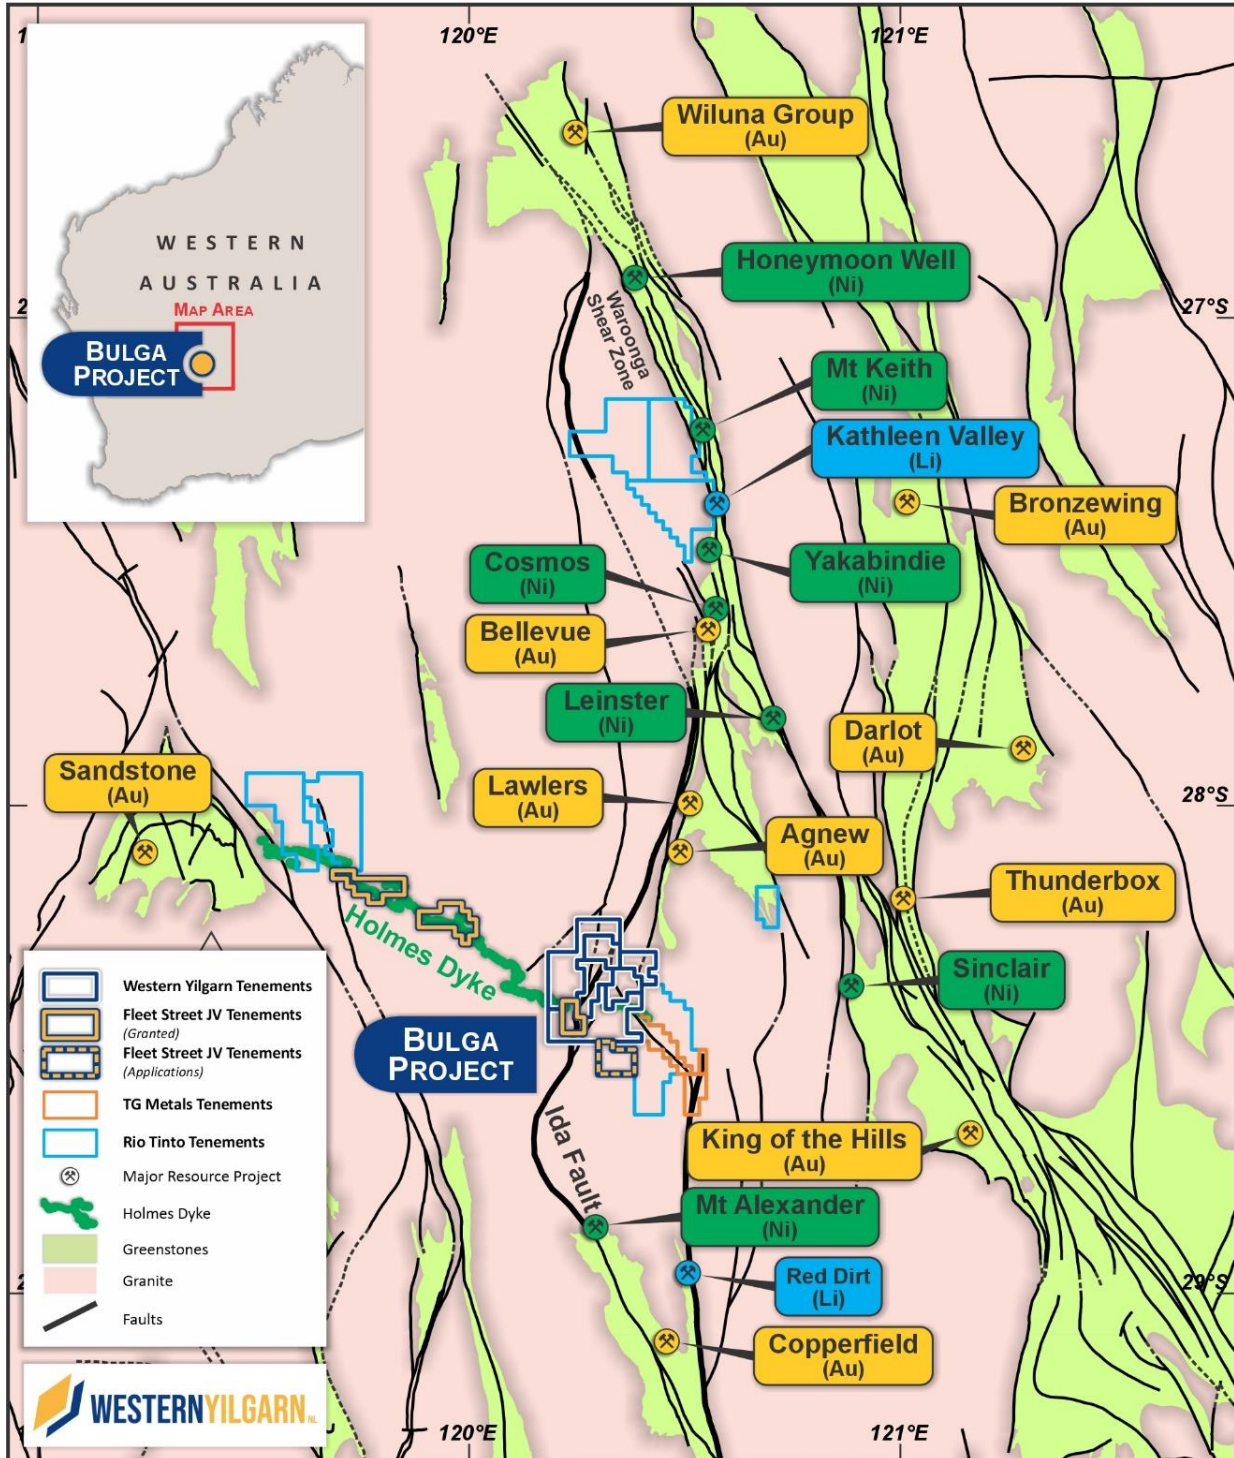 120°E
121°E
Wiluna Group
(Au)
WESTERN
AUSTRALIA
MAP AREA
BULGA
PROJECT
Honeymoon Well
(Ni)
Waroonga
Shear Zone
27°S
Mt Keith
(Ni)
Kathleen Valley
(Li)
Bronzewing
(Au)
Cosmos
(Ni)
Yakabindie
(Ni)
Bellevue
(Au)
Leinster
(Ni)
Darlot
(Au)
Sandstone
(Au)
Lawlers
(Au)
28°S
Agnew
(Au)
Thunderbox
(Au)
Holmes Dyke
Sinclair
(Ni)
BULGA
PROJECT
Ida Fault
King of the Hills
(Au)
Mt Alexander
(Ni)
Red Dirt
(Li)
29°S
Copperfield
(Au)
Western Yilgarn Tenements
Fleet Street JV Tenements
(Granted)
Fleet Street JV Tenements
(Applications)
TG Metals Tenements
Rio Tinto Tenements
Major Resource Project
Holmes Dyke
Greenstones
Granite
Faults
WESTERNYILGARN NL
120°E
121°E